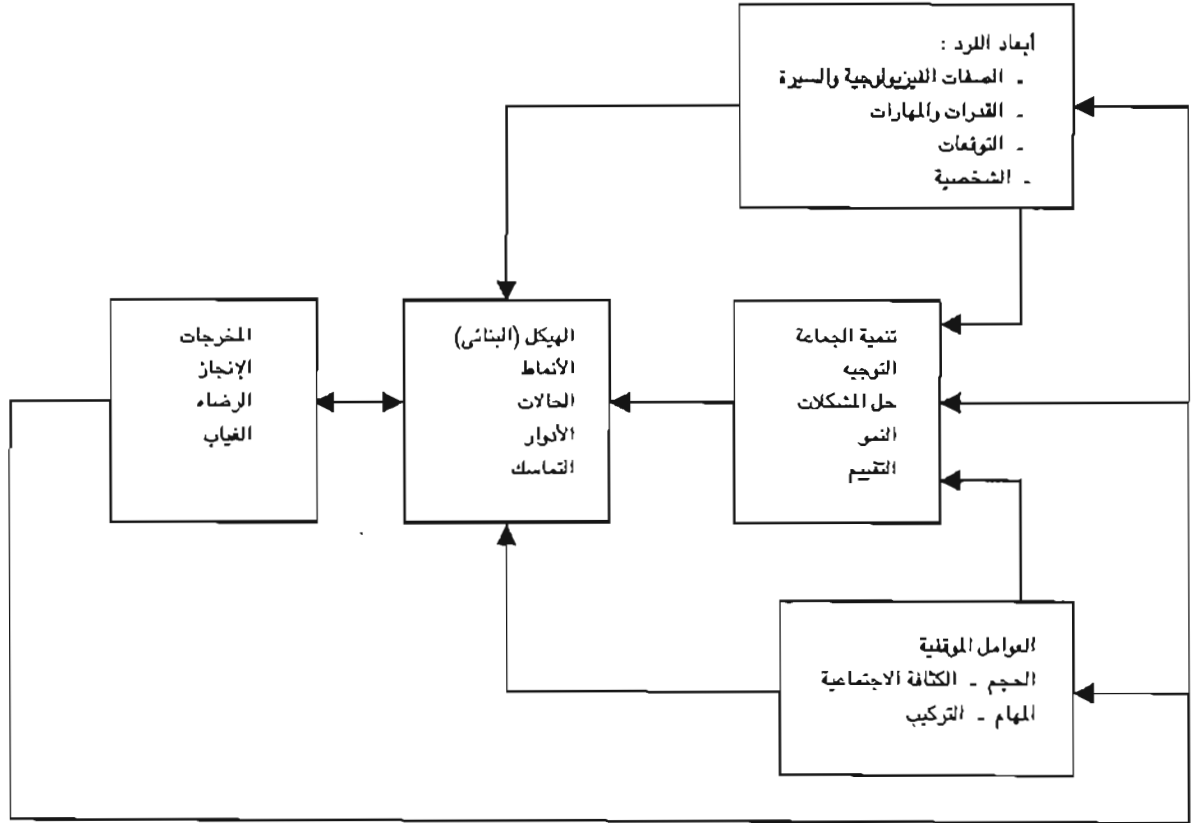 أبعاد الفرد :
- الصفات الفيزيولوجية والسيرة
- القدرات والمهارات
- التوقعات
- الشخصية
تنمية الجماعة
التوجيه
حل المشكلات
النمو
التقييم
الهيكل (البنائى)
الأنماط
الحالات
الأدوار
التماسك
المخرجات
الإنجاز
الرضاء
الغياب
العوامل الموقفية
الحجم - الكثافة الاجتماعية
المهام - التركيب